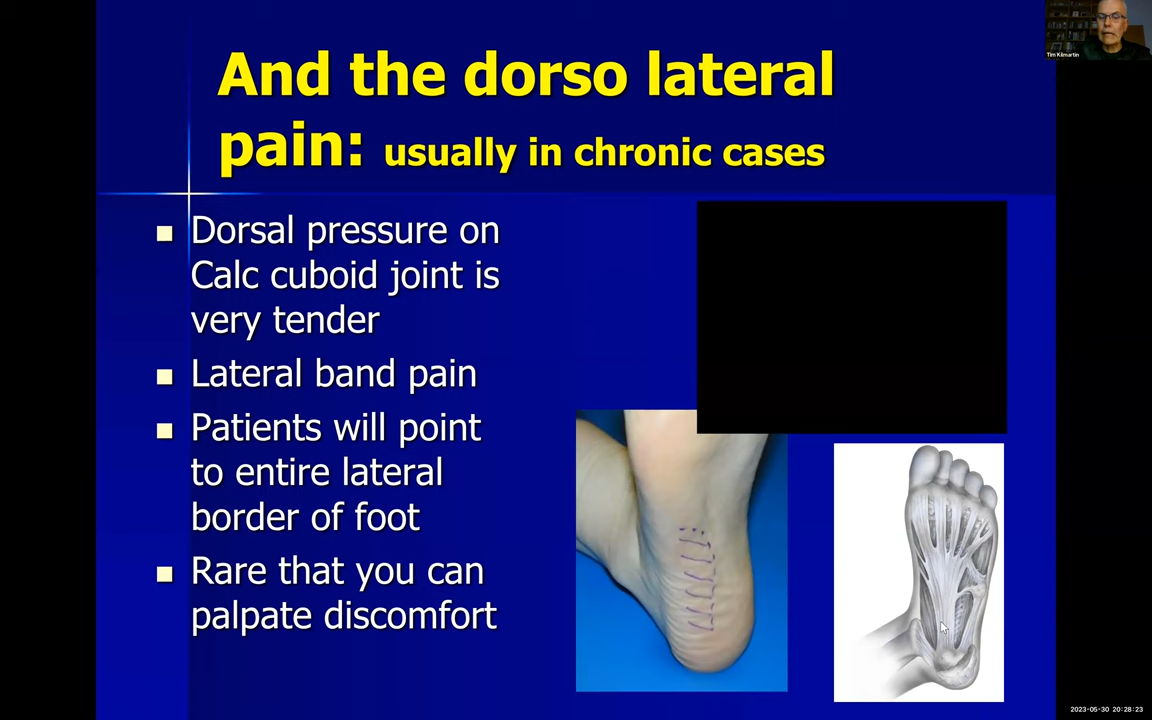 Tim Kilmartin
And the dorso lateral
pain: usually in chronic cases
Dorsal pressure on
Calc cuboid joint is
very tender
Lateral band pain
Patients will point
to entire lateral
border of foot
Rare that you can
palpate discomfort
2023-05-30 20:28:23